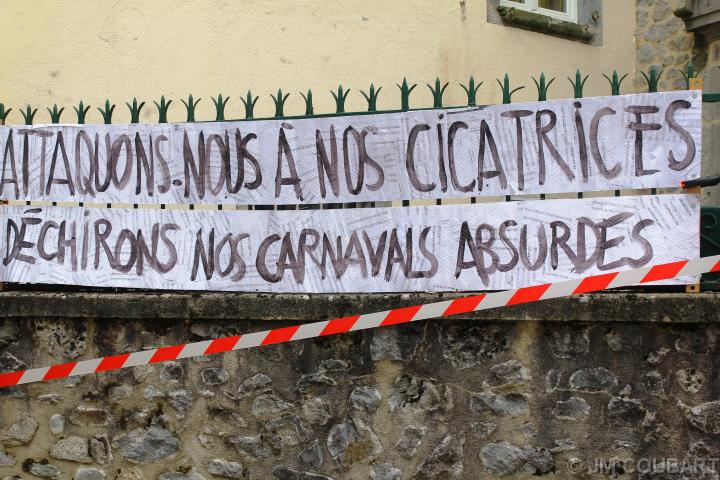 ATTAQUONS-NOUS À NOS CICATRICES
DÉCHIRONS NOS CARNAVALS ABSURDES
© JM COUBART